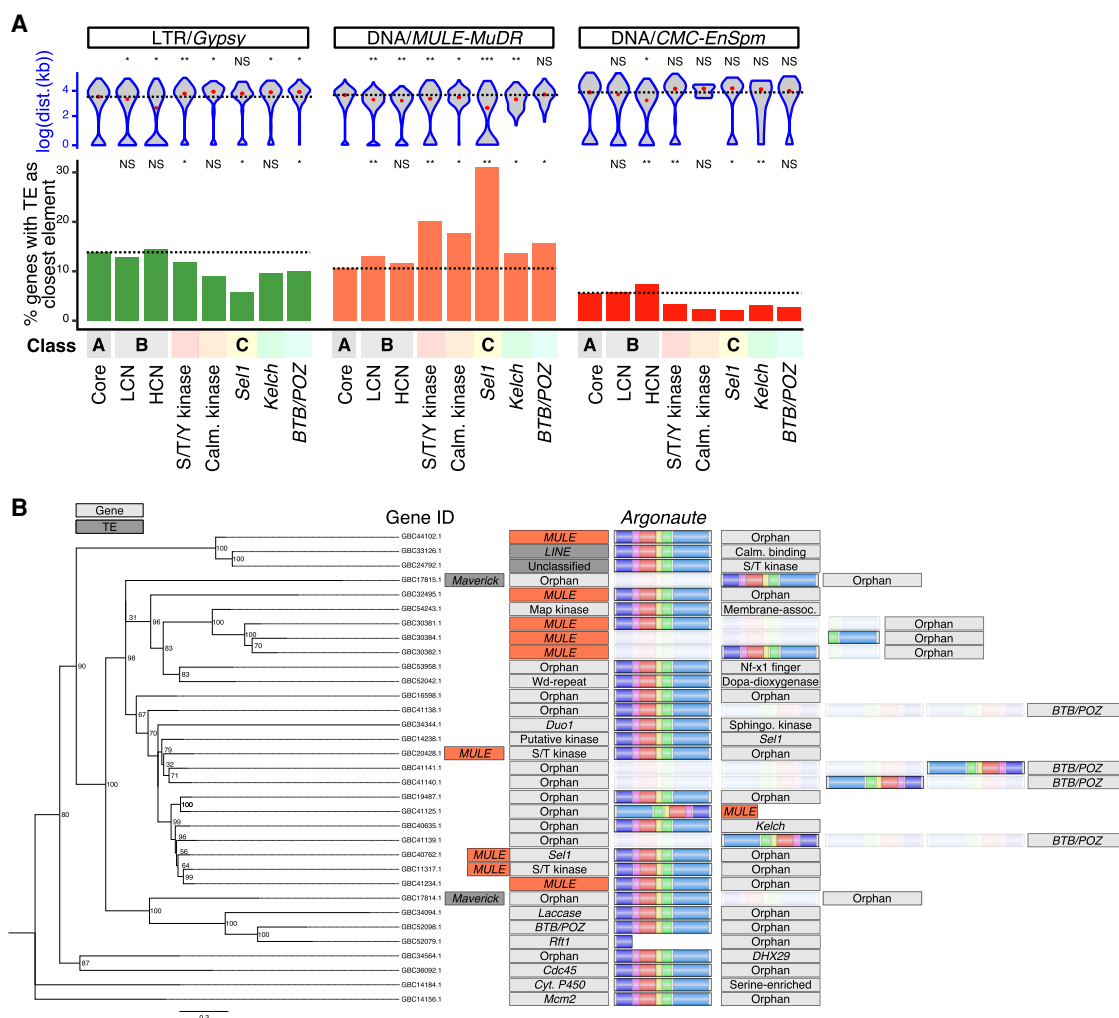 A
LTR/Gypsy DNA/MULE-MuDR DNA/CMC-EnSpm
* * ** * NS * * ** ** ** * *** ** NS NS * NS NS NS NS NS
log(dist.(kb))
4
2
0
NS NS * NS * NS * ** NS ** * ** * * NS ** ** NS * ** NS
% genes with TE as
closest element
30
20
10
0
Class A B C A B C A B C
Core LCN HCN S/T/Y kinase Calm. kinase Sel1 Kelch BTB/POZ Core LCN HCN S/T/Y kinase Calm. kinase Sel1 Kelch BTB/POZ Core LCN HCN S/T/Y kinase Calm. kinase Sel1 Kelch BTB/POZ
B
Gene
TE
Gene ID Argonaute
GBC44102.1 MULE Orphan
100
GBC33126.1 LINE Calm. binding
100
GBC24792.1 Unclassified S/T kinase
GBC17815.1 Maverick Orphan Orphan
GBC32495.1 MULE Orphan
GBC54243.1 Map kinase Membrane-assoc.
31 96
GBC30381.1 MULE Orphan
100
GBC30384.1 MULE Orphan
83 70
GBC30382.1 MULE Orphan
90 98
GBC53958.1 Orphan Nf-x1 finger
83
GBC52042.1 Wd-repeat Dopa-dioxygenase
GBC16598.1 Orphan Orphan
67
GBC41138.1 Orphan BTB/POZ
GBC34344.1 Duo1 Sphingo. kinase
70
GBC14238.1 Putative kinase Sel1
79
GBC20428.1 MULE S/T kinase Orphan
32
GBC41141.1 Orphan BTB/POZ
71
GBC41140.1 Orphan BTB/POZ
100
GBC19487.1 Orphan Orphan
100
GBC41125.1 Orphan MULE
80 99
GBC40635.1 Orphan Kelch
96
GBC41139.1 Orphan BTB/POZ
56
GBC40762.1 MULE Sel1 Orphan
64
GBC11317.1 MULE S/T kinase Orphan
99
GBC41234.1 MULE Orphan
GBC17814.1 Maverick Orphan Orphan
100
GBC34094.1 Laccase Orphan
100
GBC52098.1 BTB/POZ Orphan
100
GBC52079.1 Rft1 Orphan
GBC34564.1 Orphan DHX29
87
GBC36092.1 Cdc45 Orphan
GBC14184.1 Cyt. P450 Serine-enriched
GBC14156.1 Mcm2 Orphan